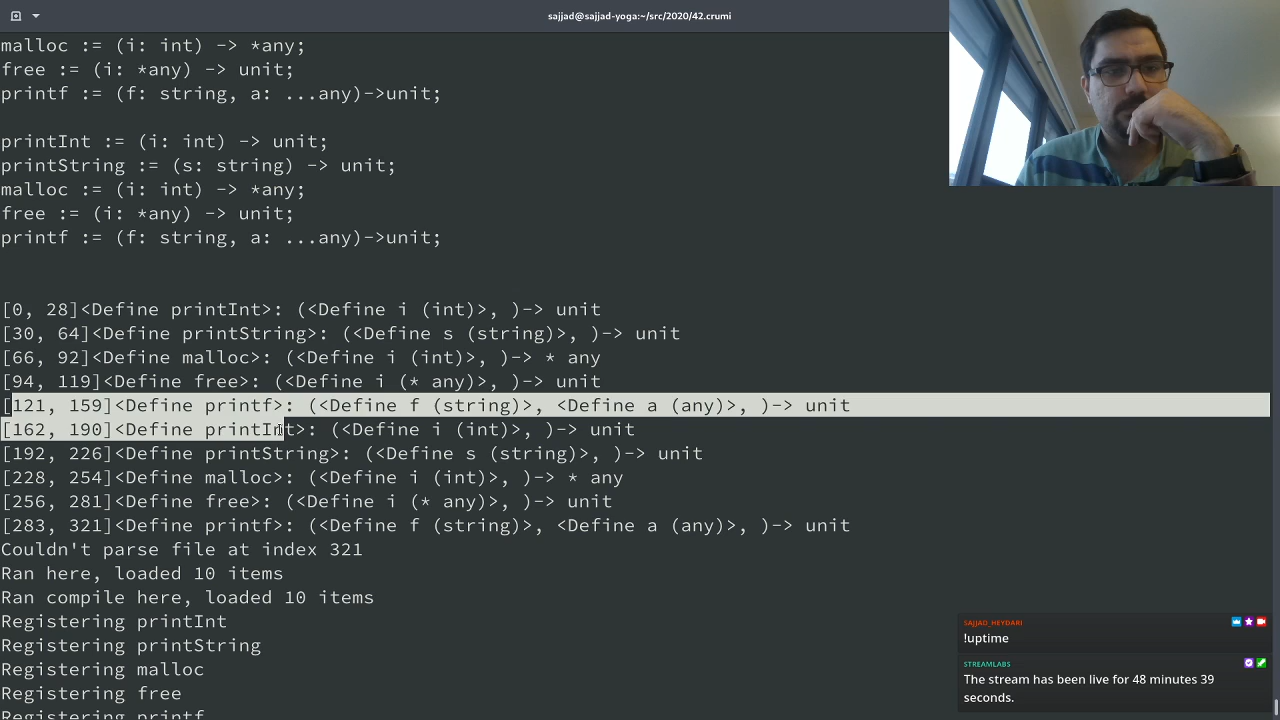 sajjad@sajjad-yoga:~/src/2020/42.crumi
malloc := (i: int) -> *any;
free := (i: *any) -> unit;
printf := (f: string, a: ...any)->unit;
printInt := (i: int) -> unit;
printString := (s: string) -> unit;
malloc := (i: int) -> *any;
free := (i: *any) -> unit;
printf := (f: string, a: ...any)->unit;
[0, 28]<Define printInt>: (<Define i (int)>, )-> unit
[30, 64]<Define printString>: (<Define s (string)>, )-> unit
[66, 92]<Define malloc>: (<Define i (int)>, )-> * any
[94, 119]<Define free>: (<Define i (* any)>, )-> unit
[121, 159]<Define printf>: (<Define f (string)>, <Define a (any)>, )-> unit
[162, 190]<Define printInt>: (<Define i (int)>, )-> unit
[192, 226]<Define printString>: (<Define s (string)>, )-> unit
[228, 254]<Define malloc>: (<Define i (int)>, )-> * any
[256, 281]<Define free>: (<Define i (* any)>, )-> unit
[283, 321]<Define printf>: (<Define f (string)>, <Define a (any)>, )-> unit
Couldn't parse file at index 321
Ran here, loaded 10 items
Ran compile here, loaded 10 items
Registering printInt
Registering printString
Registering malloc
Registering free
Registering printf
SAJJAD_HEYDARI
!uptime
STREAMLABS
The stream has been live for 48 minutes 39
seconds.